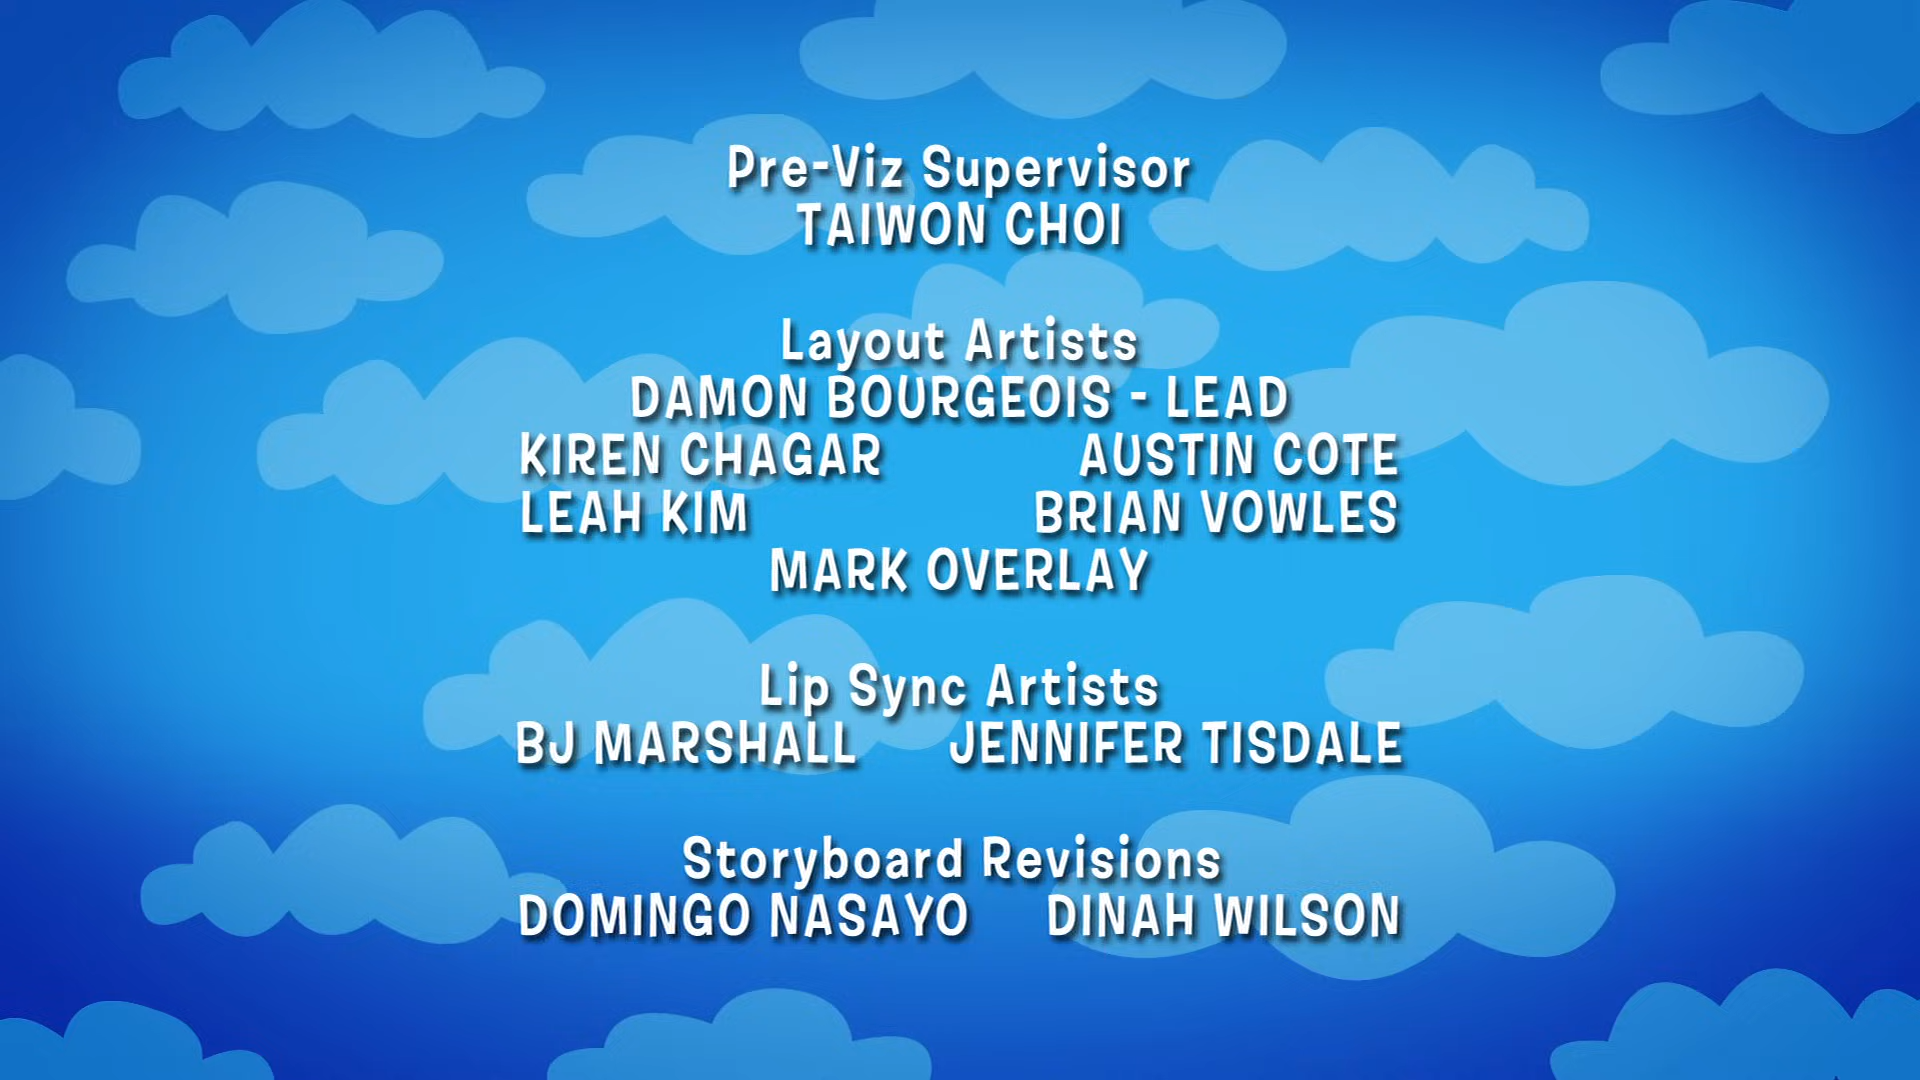 Pre-Viz Supervisor
TAIWON CHOI
Layout Artists
DAMON BOURGEOIS - LEAD
KIREN CHAGAR AUSTIN COTE
LEAH KIM BRIAN VOWLES
MARK OVERLAY
Lip Sync Artists
BJ MARSHALL JENNIFER TISDALE
Storyboard Revisions
DOMINGO NASAYO DINAH WILSON